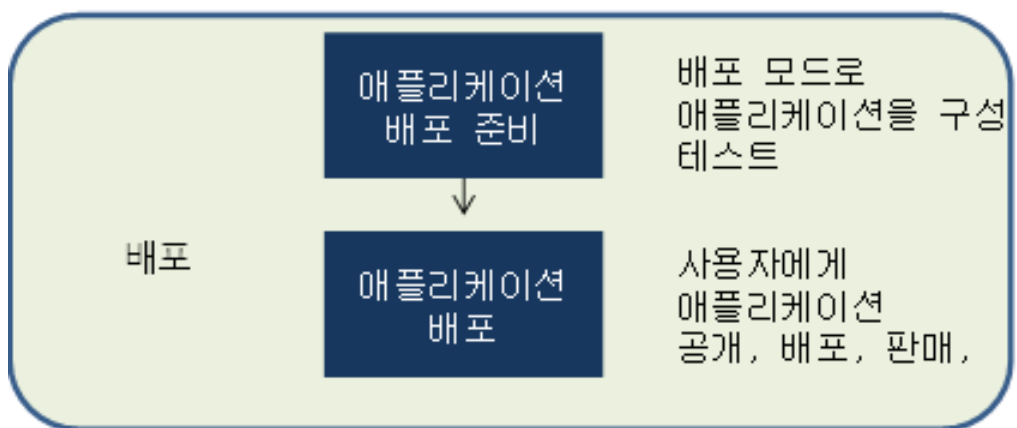 애플리케이션
배포 준비
배포 모드로
애플리케이션을 구성
테스트
배포
애플리케이션
배포
사용자에게
애플리케이션
공개, 배포, 판매,